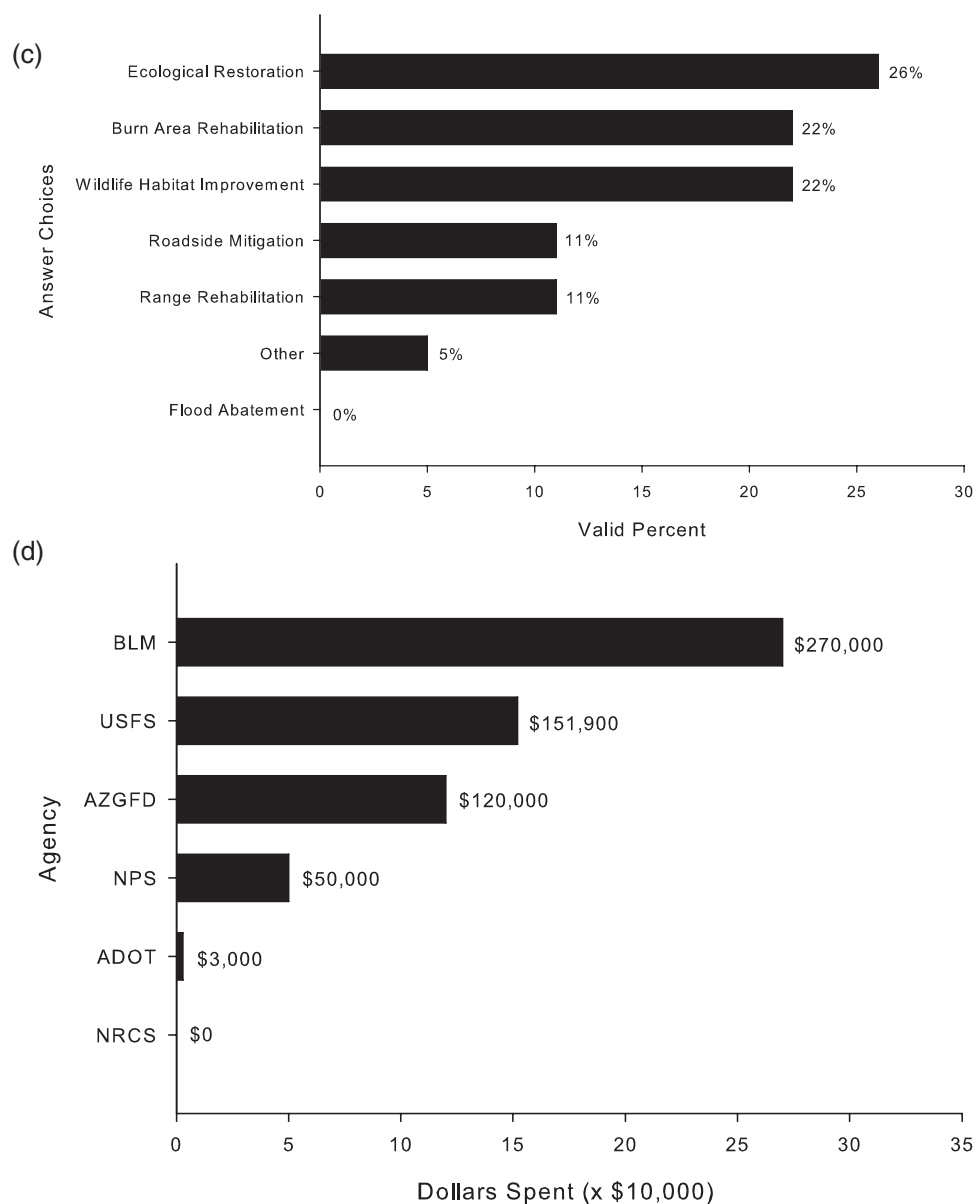 (c)
Answer Choices
Ecological Restoration 26%
Burn Area Rehabilitation 22%
Wildlife Habitat Improvement 22%
Roadside Mitigation 11%
Range Rehabilitation 11%
Other 5%
Flood Abatement 0%
0 5 10 15 20 25 30
Valid Percent
(d)
Agency
BLM $270,000
USFS $151,900
AZGFD $120,000
NPS $50,000
ADOT $3,000
NRCS $0
0 5 10 15 20 25 30 35
Dollars Spent (x $10,000)